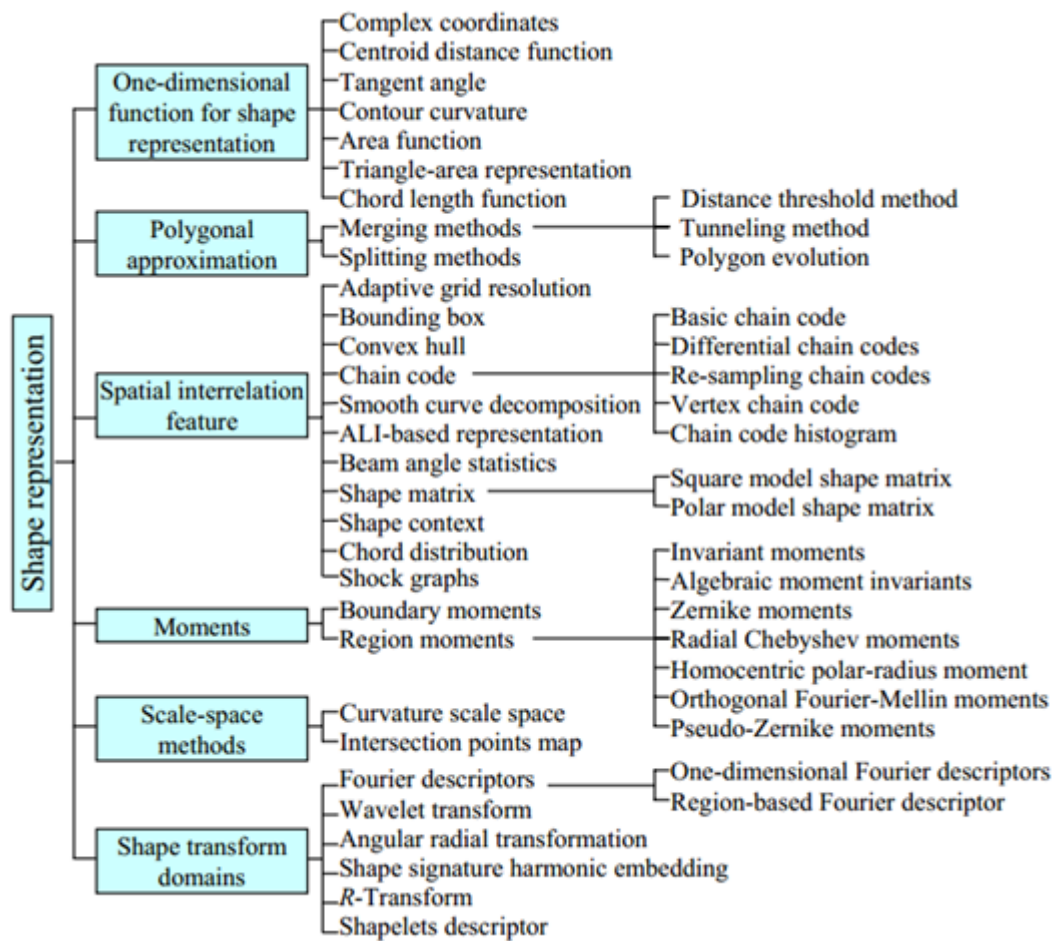 Shape representation
One-dimensional
function for shape
representation
Complex coordinates
Centroid distance function
Tangent angle
Contour curvature
Area function
Triangle-area representation
Chord length function
Polygonal
approximation
Merging methods
Splitting methods
Distance threshold method
Tunneling method
Polygon evolution
Spatial interrelation
feature
Adaptive grid resolution
Bounding box
Convex hull
Chain code
Smooth curve decomposition
ALI-based representation
Beam angle statistics
Shape matrix
Shape context
Chord distribution
Shock graphs
Basic chain code
Differential chain codes
Re-sampling chain codes
Vertex chain code
Chain code histogram
Square model shape matrix
Polar model shape matrix
Moments
Boundary moments
Region moments
Invariant moments
Algebraic moment invariants
Zernike moments
Radial Chebyshev moments
Homocentric polar-radius moment
Orthogonal Fourier-Mellin moments
Pseudo-Zernike moments
Scale-space
methods
Curvature scale space
Intersection points map
Shape transform
domains
Fourier descriptors
Wavelet transform
Angular radial transformation
Shape signature harmonic embedding
R-Transform
Shapelets descriptor
One-dimensional Fourier descriptors
Region-based Fourier descriptor